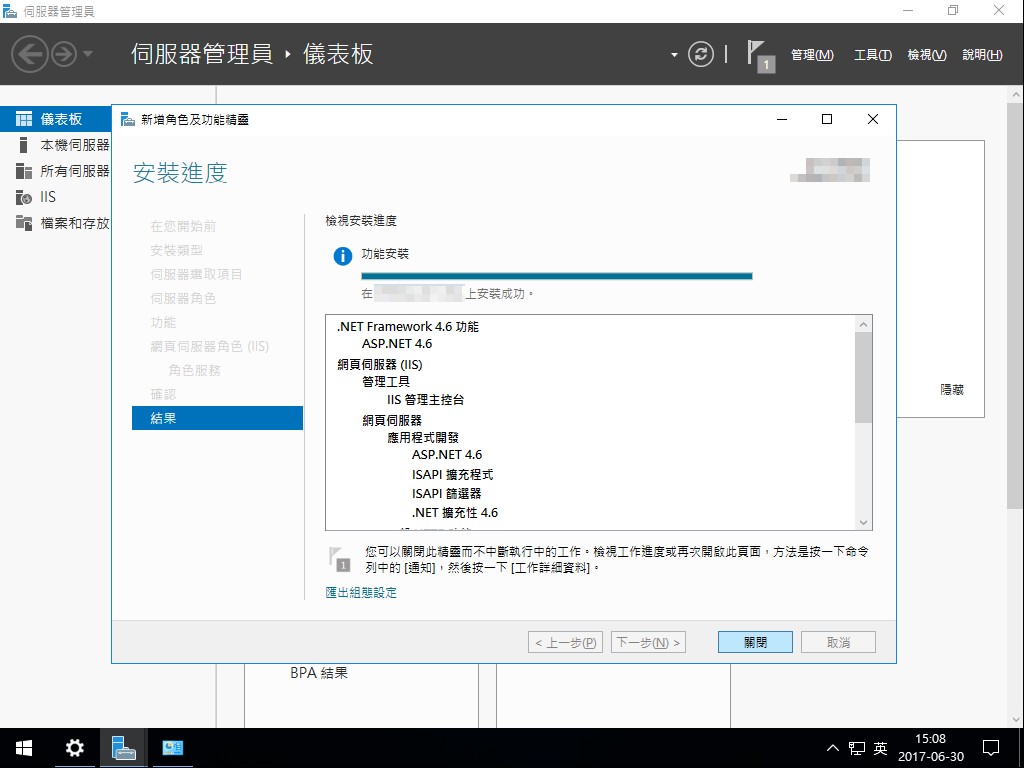 伺服器管理員
伺服器管理員 ‣ 儀表板
1
管理(M) 工具(T) 檢視(V) 說明(H)
儀表板
本機伺服器
所有伺服器
IIS
檔案和存放
新增角色及功能精靈
安裝進度
在您開始前
安裝類型
伺服器選取項目
伺服器角色
功能
網頁伺服器角色 (IIS)
角色服務
確認
結果
檢視安裝進度
功能安裝
在
上安裝成功。
.NET Framework 4.6 功能
ASP.NET 4.6
網頁伺服器 (IIS)
管理工具
IIS 管理主控台
網頁伺服器
應用程式開發
ASP.NET 4.6
ISAPI 擴充程式
ISAPI 篩選器
.NET 擴充性 4.6
1
您可以關閉此精靈而不中斷執行中的工作。檢視工作進度或再次開啟此頁面，方法是按一下命令
列中的 [通知]，然後按一下 [工作詳細資料]。
匯出組態設定
< 上一步(P) 下一步(N) > 關閉 取消
隱藏
BPA 結果
英
15:08
2017-06-30